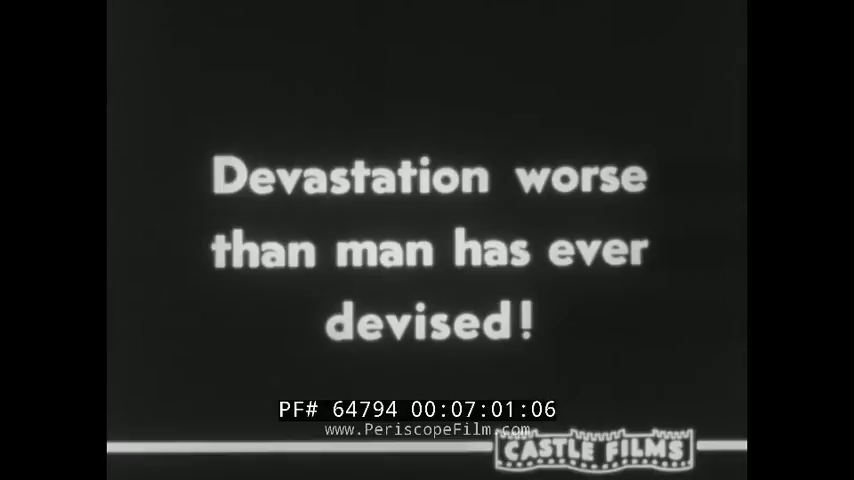 Devastation worse
than man has ever
devised!
PF# 64794 00:07:01:06
www.PeriscopeFilm.com
CASTLE FILMS